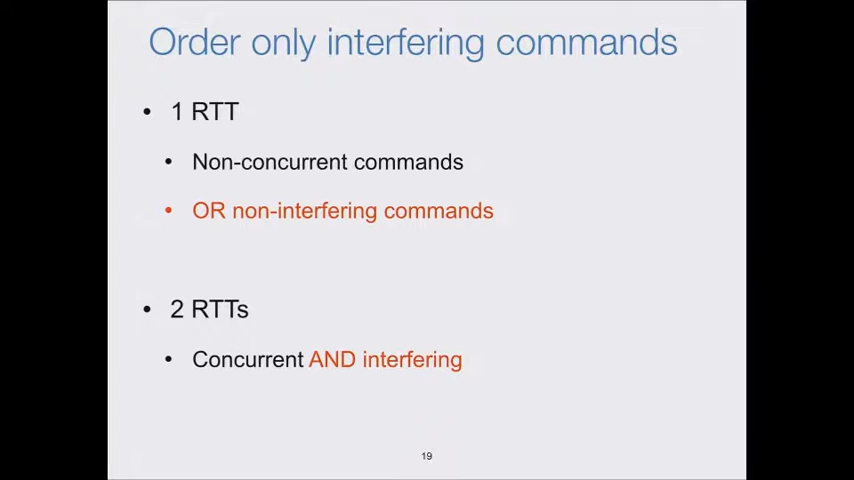 Order only interfering commands
• 1 RTT
• Non-concurrent commands
• OR non-interfering commands
• 2 RTTs
• Concurrent AND interfering
19